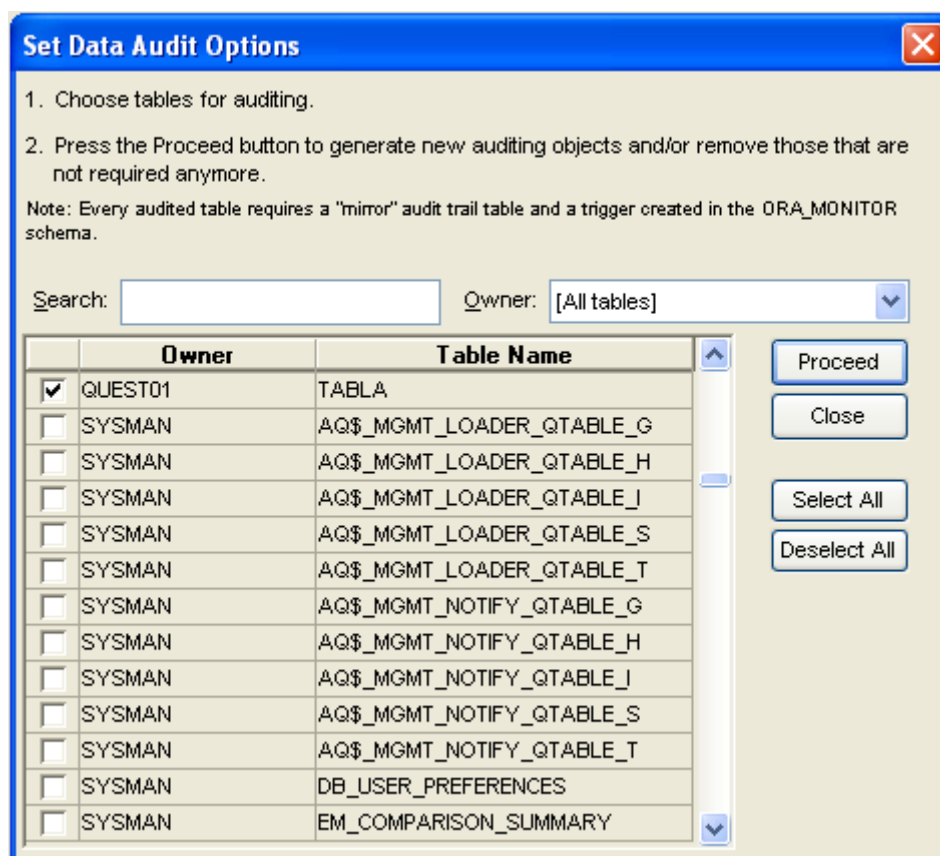 Set Data Audit Options
1. Choose tables for auditing.
2. Press the Proceed button to generate new auditing objects and/or remove those that are
not required anymore.
Note: Every audited table requires a "mirror" audit trail table and a trigger created in the ORA_MONITOR
schema.
Search: Owner: [All tables]
Owner Table Name
QUEST01 TABLA
SYSMAN AQ$_MGMT_LOADER_QTABLE_G
SYSMAN AQ$_MGMT_LOADER_QTABLE_H
SYSMAN AQ$_MGMT_LOADER_QTABLE_I
SYSMAN AQ$_MGMT_LOADER_QTABLE_S
SYSMAN AQ$_MGMT_LOADER_QTABLE_T
SYSMAN AQ$_MGMT_NOTIFY_QTABLE_G
SYSMAN AQ$_MGMT_NOTIFY_QTABLE_H
SYSMAN AQ$_MGMT_NOTIFY_QTABLE_I
SYSMAN AQ$_MGMT_NOTIFY_QTABLE_S
SYSMAN AQ$_MGMT_NOTIFY_QTABLE_T
SYSMAN DB_USER_PREFERENCES
SYSMAN EM_COMPARISON_SUMMARY
Proceed
Close
Select All
Deselect All